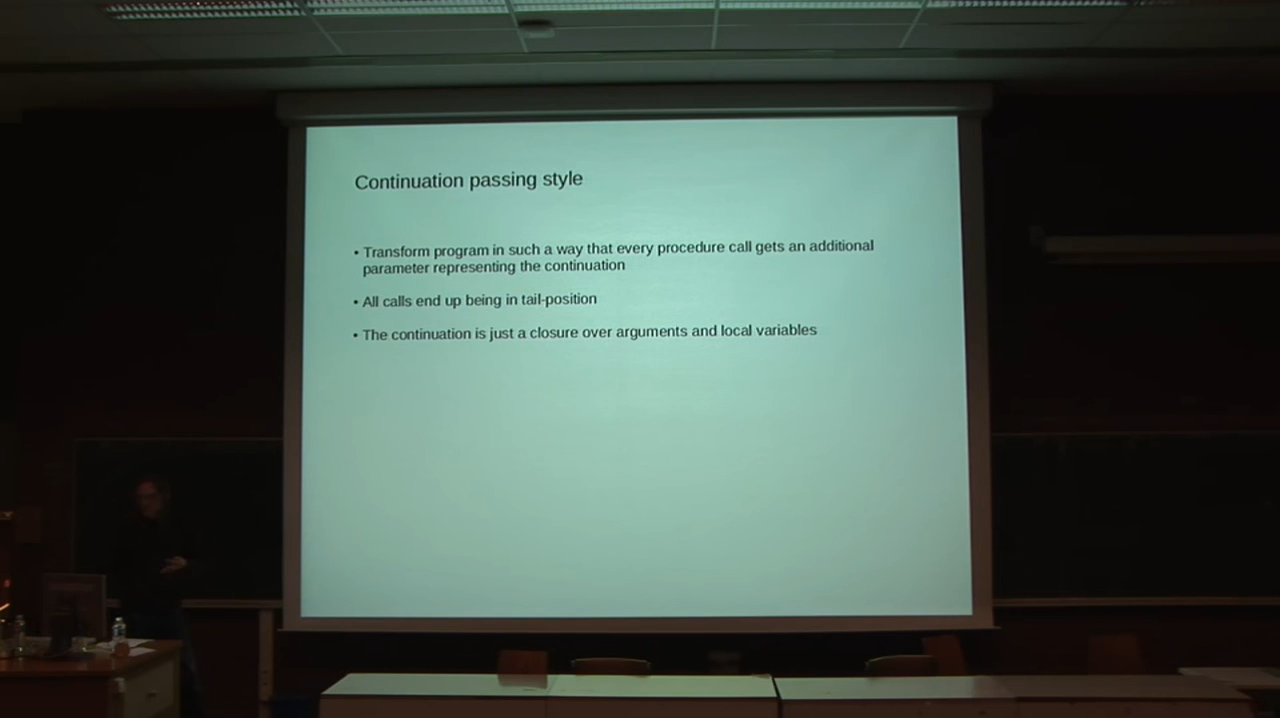 Continuation passing style
• Transform program in such a way that every procedure call gets an additional
parameter representing the continuation
• All calls end up being in tail-position
• The continuation is just a closure over arguments and local variables